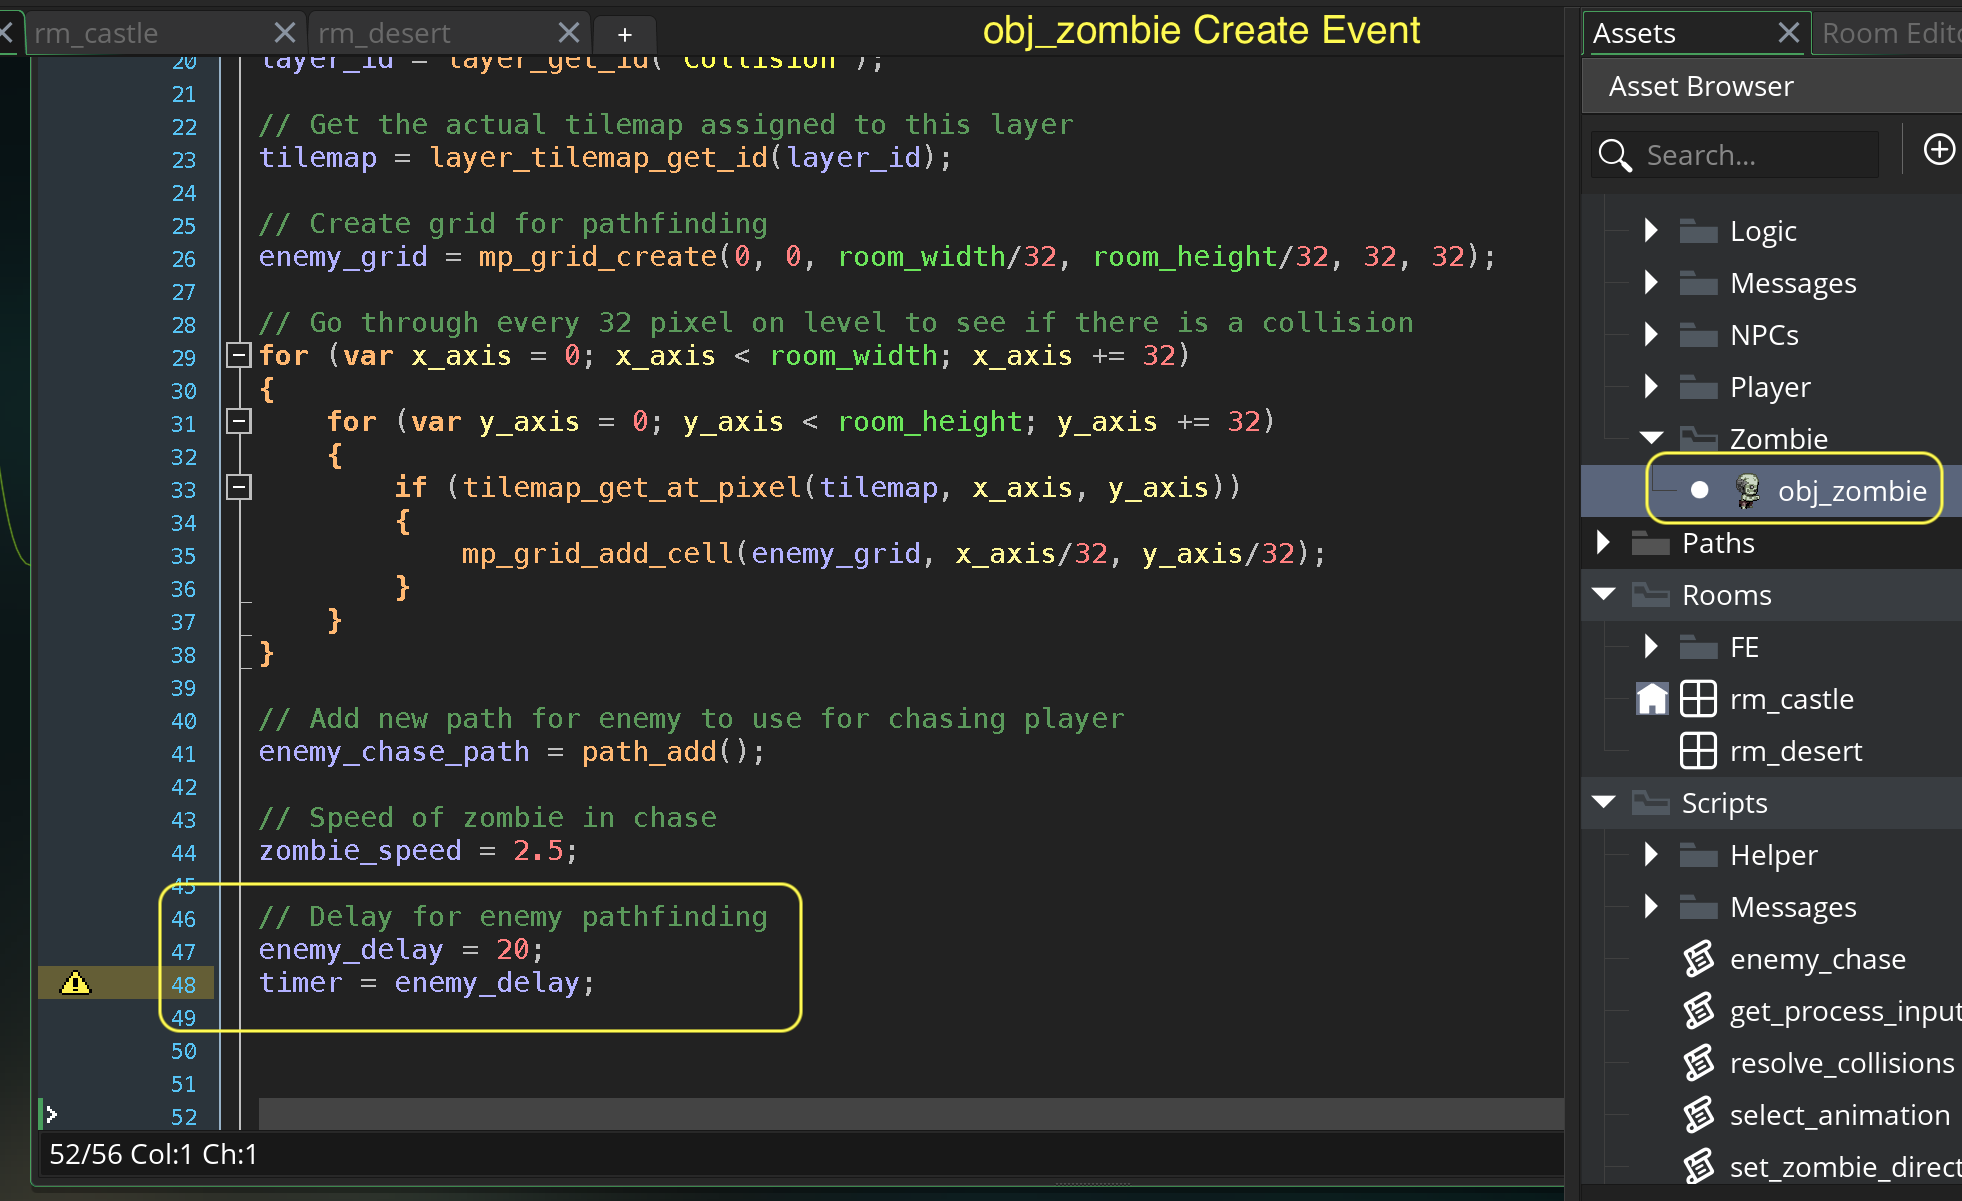 rm_castle
rm_desert
+
obj_zombie Create Event
20 layer_id = layer_get_id("Collision");
21
22 // Get the actual tilemap assigned to this layer
23 tilemap = layer_tilemap_get_id(layer_id);
24
25 // Create grid for pathfinding
26 enemy_grid = mp_grid_create(0, 0, room_width/32, room_height/32, 32, 32);
27
28 // Go through every 32 pixel on level to see if there is a collision
29 for (var x_axis = 0; x_axis < room_width; x_axis += 32)
30 {
31 for (var y_axis = 0; y_axis < room_height; y_axis += 32)
32 {
33 if (tilemap_get_at_pixel(tilemap, x_axis, y_axis))
34 {
35 mp_grid_add_cell(enemy_grid, x_axis/32, y_axis/32);
36 }
37 }
38 }
39
40 // Add new path for enemy to use for chasing player
41 enemy_chase_path = path_add();
42
43 // Speed of zombie in chase
44 zombie_speed = 2.5;
45
46 // Delay for enemy pathfinding
47 enemy_delay = 20;
48 timer = enemy_delay;
49
50
51
52
52/56 Col:1 Ch:1
Assets
Room Edito
Asset Browser
Search...
Logic
Messages
NPCs
Player
Zombie
obj_zombie
Paths
Rooms
FE
rm_castle
rm_desert
Scripts
Helper
Messages
enemy_chase
get_process_input
resolve_collisions
select_animation
set_zombie_direct